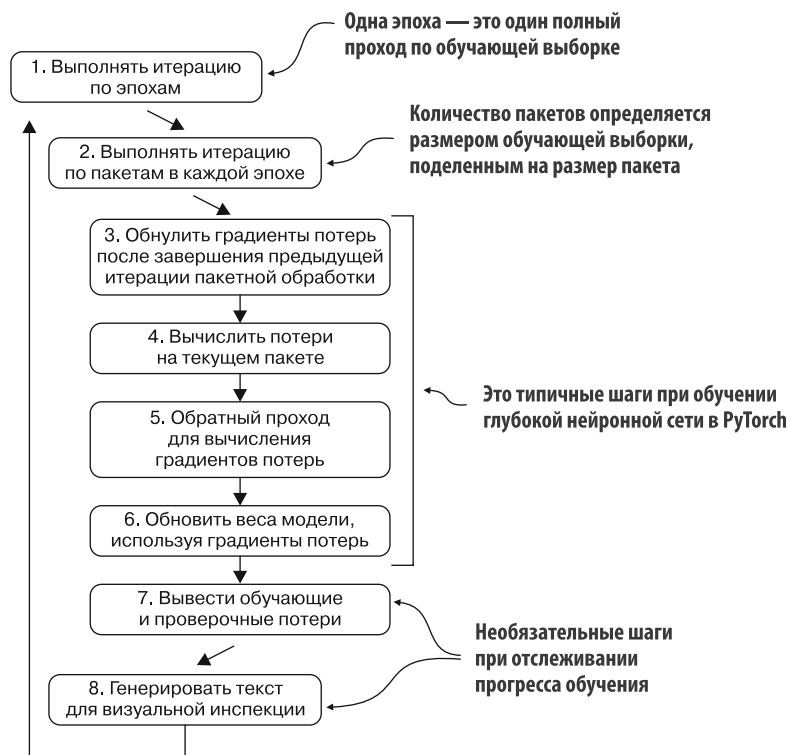 Одна эпоха — это один полный
проход по обучающей выборке
1. Выполнять итерацию
по эпохам
Количество пакетов определяется
размером обучающей выборки,
поделенным на размер пакета
2. Выполнять итерацию
по пакетам в каждой эпохе
3. Обнулить градиенты потерь
после завершения предыдущей
итерации пакетной обработки
4. Вычислить потери
на текущем пакете
Это типичные шаги при обучении
глубокой нейронной сети в PyTorch
5. Обратный проход
для вычисления
градиентов потерь
6. Обновить веса модели,
используя градиенты потерь
7. Вывести обучающие
и проверочные потери
Необязательные шаги
при отслеживании
прогресса обучения
8. Генерировать текст
для визуальной инспекции